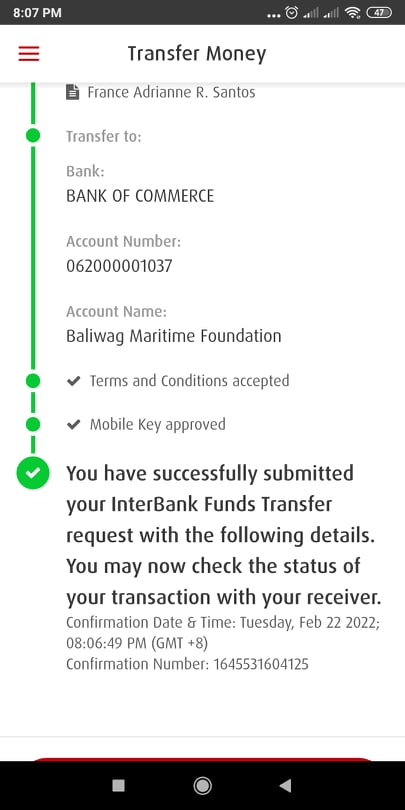 8:07 PM
47
Transfer Money
France Adrianne R. Santos
Transfer to:
Bank:
BANK OF COMMERCE
Account Number:
062000001037
Account Name:
Baliwag Maritime Foundation
Terms and Conditions accepted
Mobile Key approved
You have successfully submitted
your InterBank Funds Transfer
request with the following details.
You may now check the status of
your transaction with your receiver.
Confirmation Date & Time: Tuesday, Feb 22 2022;
08:06:49 PM (GMT +8)
Confirmation Number: 1645531604125